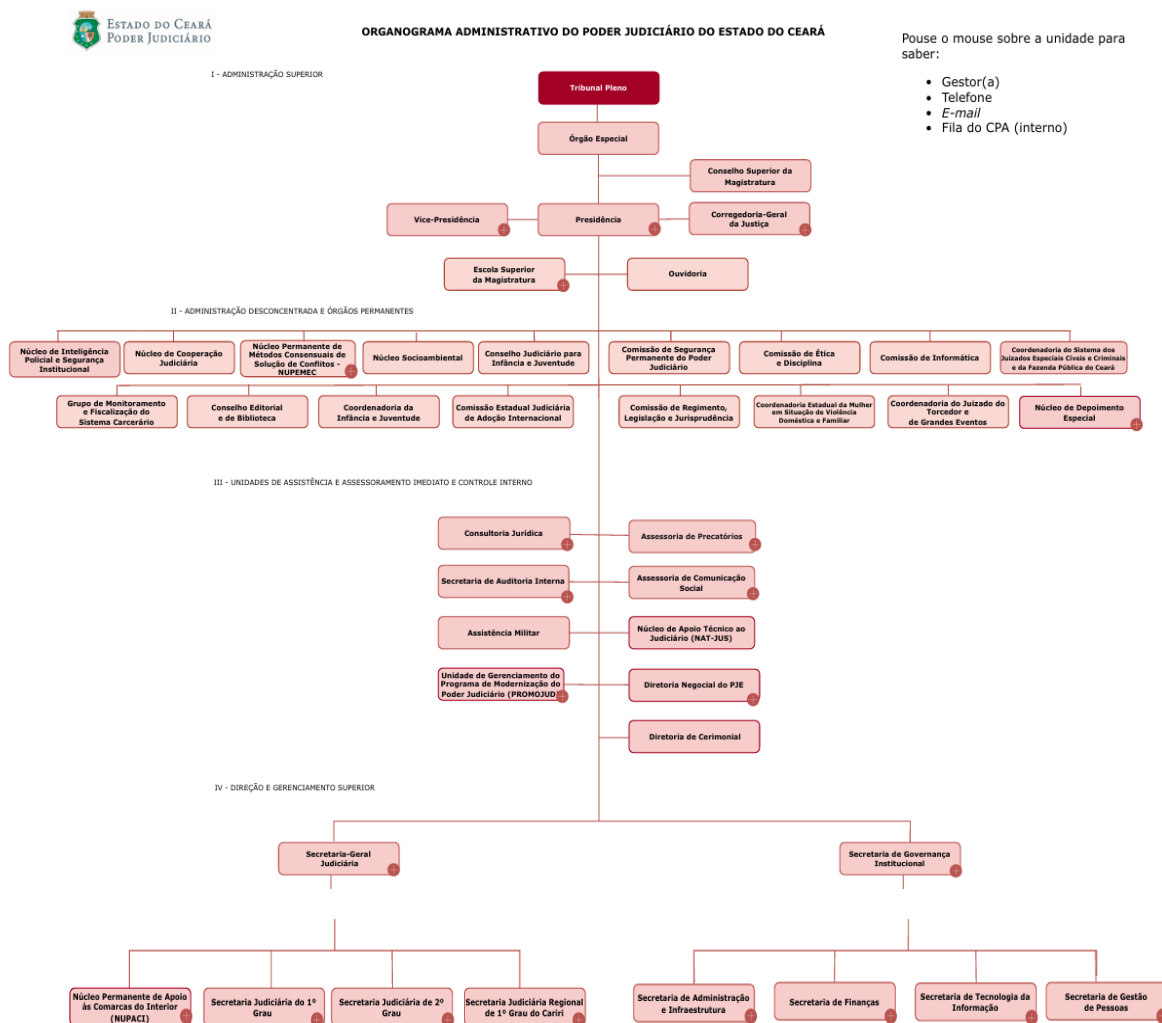 ESTADO DO CEARÁ
PODER JUDICIÁRIO
ORGANOGRAMA ADMINISTRATIVO DO PODER JUDICIÁRIO DO ESTADO DO CEARÁ
Pouse o mouse sobre a unidade para
saber:
• Gestor(a)
• Telefone
• E-mail
• Fila do CPA (interno)
I - ADMINISTRAÇÃO SUPERIOR
Tribunal Pleno
Órgão Especial
Conselho Superior da
Magistratura
Vice-Presidência
Presidência
Corregedoria-Geral
da Justiça
Escola Superior
da Magistratura
Ouvidoria
II - ADMINISTRAÇÃO DESCONCENTRADA E ÓRGÃOS PERMANENTES
Núcleo de Inteligência
Policial e Segurança
Institucional
Núcleo de Cooperação
Judiciária
Núcleo Permanente de
Métodos Consensuais de
Solução de Conflitos -
NUPEMEC
Núcleo Socioambiental
Conselho Judiciário para
Infância e Juventude
Comissão de Segurança
Permanente do Poder
Judiciário
Comissão de Ética
e Disciplina
Comissão de Informática
Coordenadoria do Sistema dos
Juizados Especiais Cíveis e Criminais
e da Fazenda Pública do Ceará
Grupo de Monitoramento
e Fiscalização do
Sistema Carcerário
Conselho Editorial
e de Biblioteca
Coordenadoria da
Infância e Juventude
Comissão Estadual Judiciária
de Adoção Internacional
Comissão de Regimento,
Legislação e Jurisprudência
Coordenadoria Estadual da Mulher
em Situação de Violência
Doméstica e Familiar
Coordenadoria do Juizado do
Torcedor e
de Grandes Eventos
Núcleo de Depoimento
Especial
III - UNIDADES DE ASSISTÊNCIA E ASSESSORAMENTO IMEDIATO E CONTROLE INTERNO
Consultoria Jurídica
Assessoria de Precatórios
Secretaria de Auditoria Interna
Assessoria de Comunicação
Social
Assistência Militar
Núcleo de Apoio Técnico ao
Judiciário (NAT-JUS)
Unidade de Gerenciamento do
Programa de Modernização do
Poder Judiciário (PROMOJUD)
Diretoria Negocial do PJE
Diretoria de Cerimonial
IV - DIREÇÃO E GERENCIAMENTO SUPERIOR
Secretaria-Geral
Judiciária
Secretaria de Governança
Institucional
Núcleo Permanente de Apoio
às Comarcas do Interior
(NUPACI)
Secretaria Judiciária do 1º
Grau
Secretaria Judiciária de 2º
Grau
Secretaria Judiciária Regional
de 1º Grau do Cariri
Secretaria de Administração
e Infraestrutura
Secretaria de Finanças
Secretaria de Tecnologia da
Informação
Secretaria de Gestão
de Pessoas